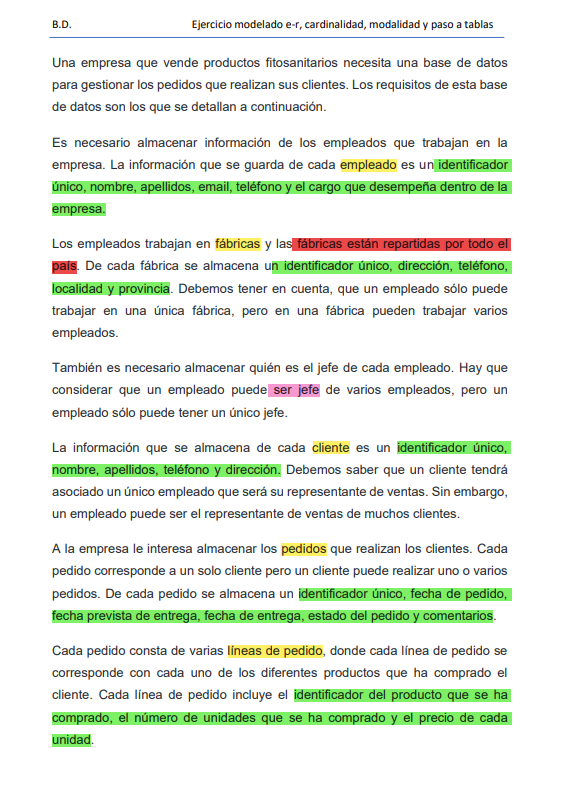 B.D. Ejercicio modelado e-r, cardinalidad, modalidad y paso a tablas
Una empresa que vende productos fitosanitarios necesita una base de datos
para gestionar los pedidos que realizan sus clientes. Los requisitos de esta base
de datos son los que se detallan a continuación.
Es necesario almacenar información de los empleados que trabajan en la
empresa. La información que se guarda de cada empleado es un identificador
único, nombre, apellidos, email, teléfono y el cargo que desempeña dentro de la
empresa.
Los empleados trabajan en fábricas y las fábricas están repartidas por todo el
país. De cada fábrica se almacena un identificador único, dirección, teléfono,
localidad y provincia. Debemos tener en cuenta, que un empleado sólo puede
trabajar en una única fábrica, pero en una fábrica pueden trabajar varios
empleados.
También es necesario almacenar quién es el jefe de cada empleado. Hay que
considerar que un empleado puede ser jefe de varios empleados, pero un
empleado sólo puede tener un único jefe.
La información que se almacena de cada cliente es un identificador único,
nombre, apellidos, teléfono y dirección. Debemos saber que un cliente tendrá
asociado un único empleado que será su representante de ventas. Sin embargo,
un empleado puede ser el representante de ventas de muchos clientes.
A la empresa le interesa almacenar los pedidos que realizan los clientes. Cada
pedido corresponde a un solo cliente pero un cliente puede realizar uno o varios
pedidos. De cada pedido se almacena un identificador único, fecha de pedido,
fecha prevista de entrega, fecha de entrega, estado del pedido y comentarios.
Cada pedido consta de varias líneas de pedido, donde cada línea de pedido se
corresponde con cada uno de los diferentes productos que ha comprado el
cliente. Cada línea de pedido incluye el identificador del producto que se ha
comprado, el número de unidades que se ha comprado y el precio de cada
unidad.